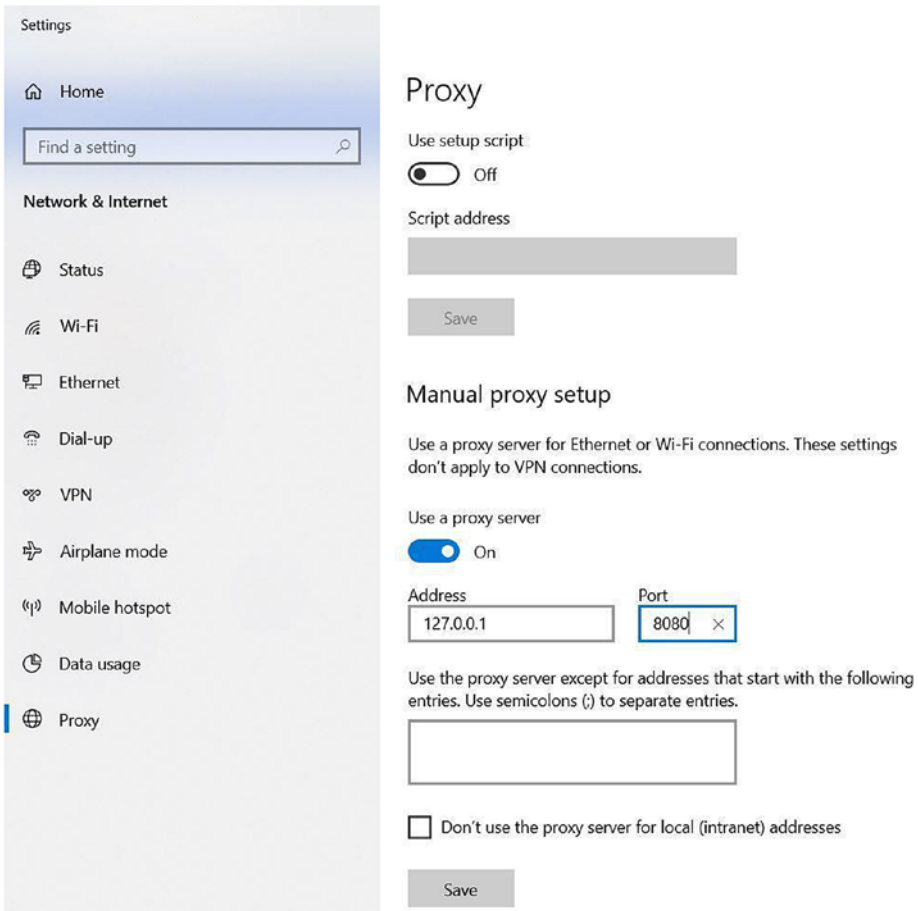 Settings
Home
Find a setting
Network & Internet
Status
Wi-Fi
Ethernet
Dial-up
VPN
Airplane mode
Mobile hotspot
Data usage
Proxy
Proxy
Use setup script
Off
Script address
Save
Manual proxy setup
Use a proxy server for Ethernet or Wi-Fi connections. These settings
don't apply to VPN connections.
Use a proxy server
On
Address
Port
127.0.0.1
8080
Use the proxy server except for addresses that start with the following
entries. Use semicolons (;) to separate entries.
Don't use the proxy server for local (intranet) addresses
Save